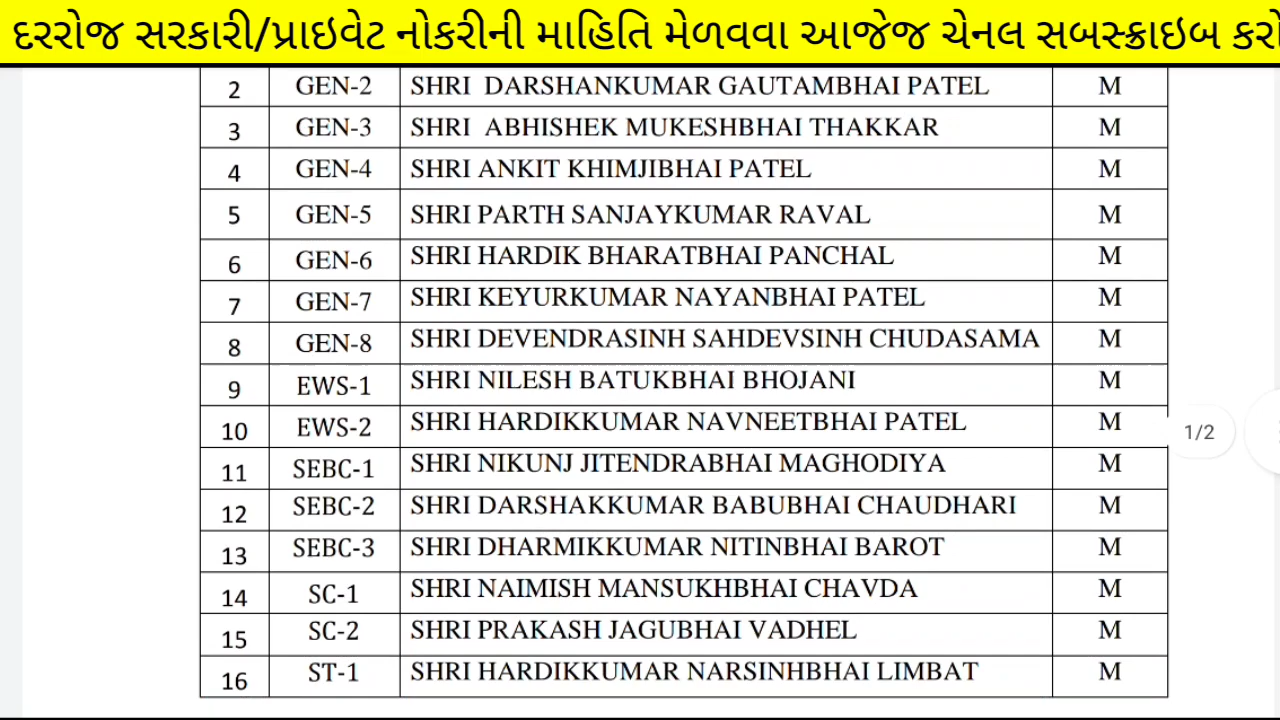 દરરોજ સરકારી/પ્રાઇવેટ નોકરીની માહિતિ મેળવવા આજેજ ચેનલ સબસ્ક્રાઇબ કરો
2 GEN-2 SHRI DARSHANKUMAR GAUTAMBHAI PATEL M
3 GEN-3 SHRI ABHISHEK MUKESHBHAI THAKKAR M
4 GEN-4 SHRI ANKIT KHIMJIBHAI PATEL M
5 GEN-5 SHRI PARTH SANJAYKUMAR RAVAL M
6 GEN-6 SHRI HARDIK BHARATBHAI PANCHAL M
7 GEN-7 SHRI KEYURKUMAR NAYANBHAI PATEL M
8 GEN-8 SHRI DEVENDRASINH SAHDEVSINH CHUDASAMA M
9 EWS-1 SHRI NILESH BATUKBHAI BHOJANI M
10 EWS-2 SHRI HARDIKKUMAR NAVNEETBHAI PATEL M 1/2
11 SEBC-1 SHRI NIKUNJ JITENDRABHAI MAGHODIYA M
12 SEBC-2 SHRI DARSHAKKUMAR BABUBHAI CHAUDHARI M
13 SEBC-3 SHRI DHARMIKKUMAR NITINBHAI BAROT M
14 SC-1 SHRI NAIMISH MANSUKHBHAI CHAVDA M
15 SC-2 SHRI PRAKASH JAGUBHAI VADHEL M
16 ST-1 SHRI HARDIKKUMAR NARSINHBHAI LIMBAT M